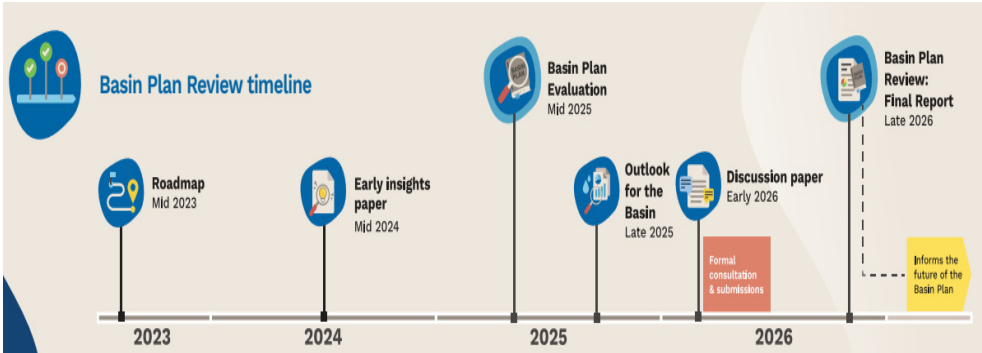 Basin Plan Review timeline
Roadmap
Mid 2023
Early insights
paper
Mid 2024
BASIN
PLAN
Basin Plan
Evaluation
Mid 2025
Outlook
for the
Basin
Late 2025
Discussion paper
Early 2026
Formal
consultation
& submissions
Basin Plan
Review:
Final Report
Late 2026
Informs the
future of the
Basin Plan
2023
2024
2025
2026